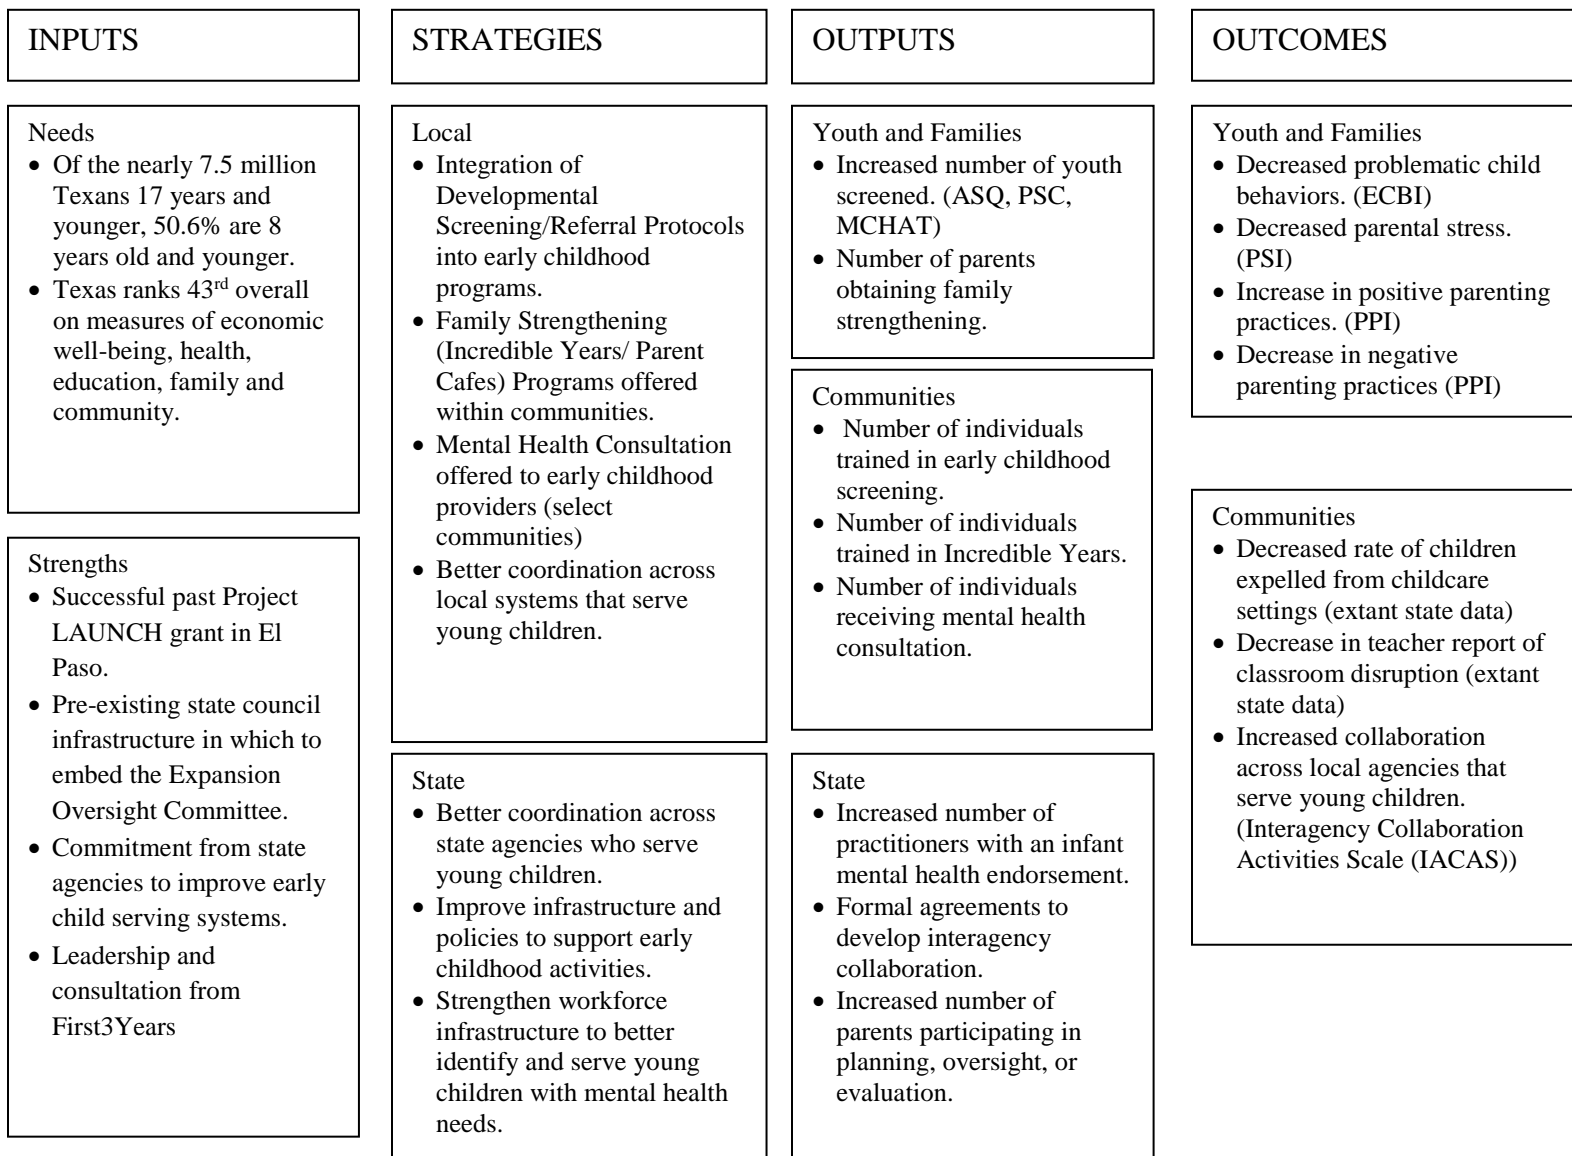 INPUTS
Needs
• Of the nearly 7.5 million
Texans 17 years and
younger, 50.6% are 8
years old and younger.
• Texas ranks 43rd overall
on measures of economic
well-being, health,
education, family and
community.
Strengths
• Successful past Project
LAUNCH grant in El
Paso.
• Pre-existing state council
infrastructure in which to
embed the Expansion
Oversight Committee.
• Commitment from state
agencies to improve early
child serving systems.
• Leadership and
consultation from
First3Years
STRATEGIES
Local
• Integration of
Developmental
Screening/Referral Protocols
into early childhood
programs.
• Family Strengthening
(Incredible Years/ Parent
Cafes) Programs offered
within communities.
• Mental Health Consultation
offered to early childhood
providers (select
communities)
• Better coordination across
local systems that serve
young children.
State
• Better coordination across
state agencies who serve
young children.
• Improve infrastructure and
policies to support early
childhood activities.
• Strengthen workforce
infrastructure to better
identify and serve young
children with mental health
needs.
OUTPUTS
Youth and Families
• Increased number of youth
screened. (ASQ, PSC,
MCHAT)
• Number of parents
obtaining family
strengthening.
Communities
• Number of individuals
trained in early childhood
screening.
• Number of individuals
trained in Incredible Years.
• Number of individuals
receiving mental health
consultation.
State
• Increased number of
practitioners with an infant
mental health endorsement.
• Formal agreements to
develop interagency
collaboration.
• Increased number of
parents participating in
planning, oversight, or
evaluation.
OUTCOMES
Youth and Families
• Decreased problematic child
behaviors. (ECBI)
• Decreased parental stress.
(PSI)
• Increase in positive parenting
practices. (PPI)
• Decrease in negative
parenting practices (PPI)
Communities
• Decreased rate of children
expelled from childcare
settings (extant state data)
• Decrease in teacher report of
classroom disruption (extant
state data)
• Increased collaboration
across local agencies that
serve young children.
(Interagency Collaboration
Activities Scale (IACAS))